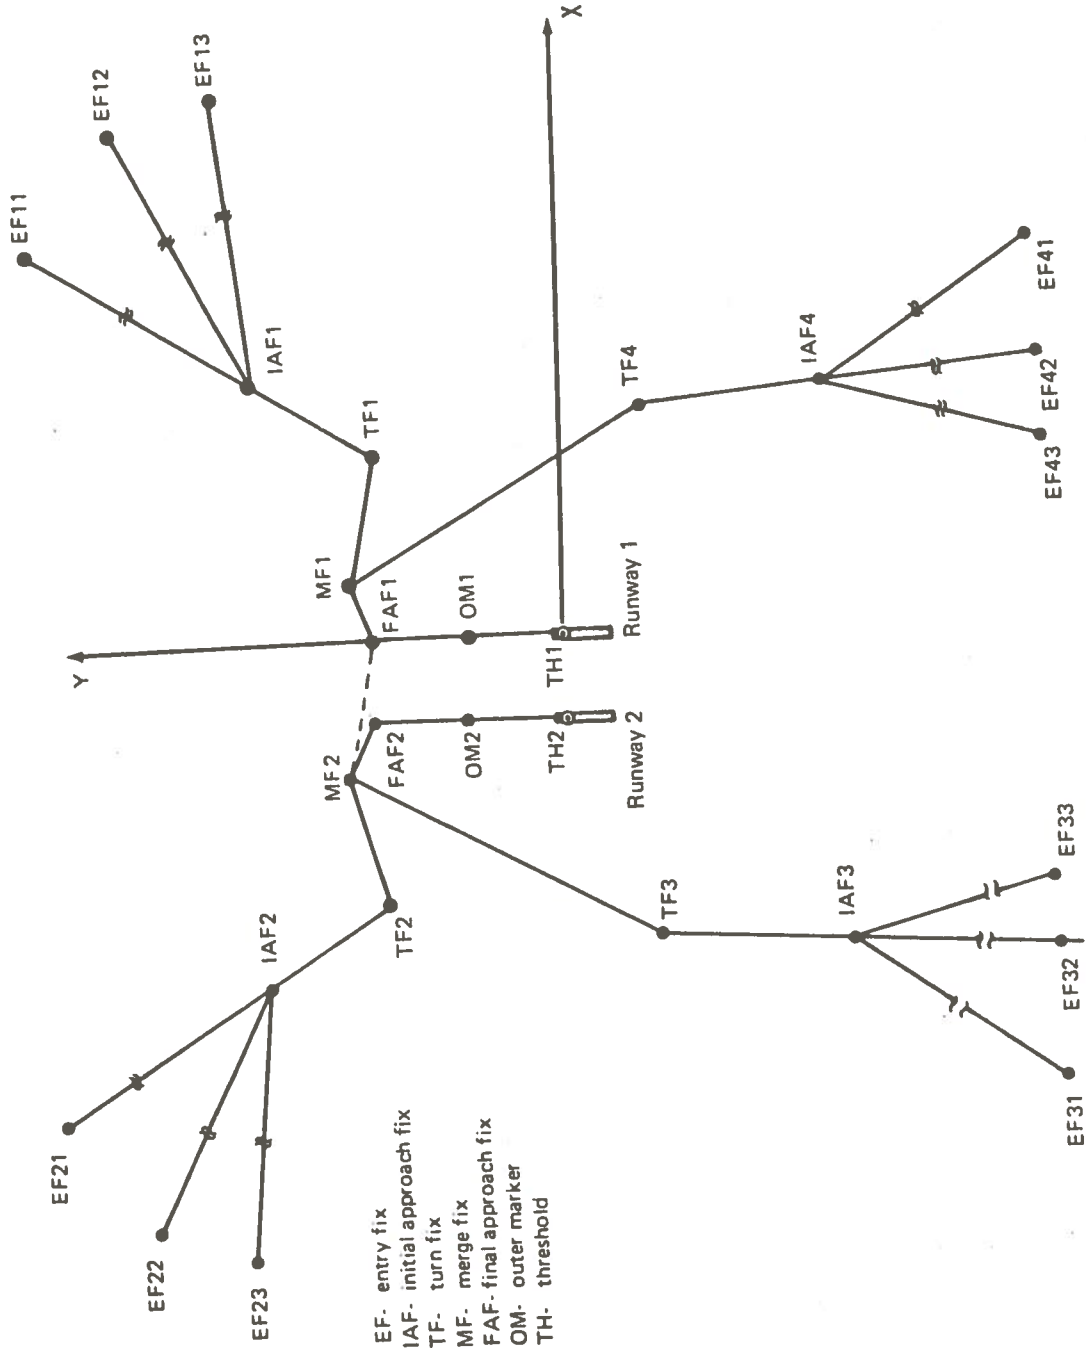 EF11
EF12
EF13
IAF1
TF1
MF1
FAF1
OM1
TH1
Runway 1
X
Y
MF2
FAF2
OM2
TH2
Runway 2
TF4
IAF4
EF41
EF42
EF43
EF21
EF22
EF23
IAF2
TF2
TF3
IAF3
EF33
EF32
EF31
EF- entry fix
IAF- initial approach fix
TF- turn fix
MF- merge fix
FAF- final approach fix
OM- outer marker
TH- threshold